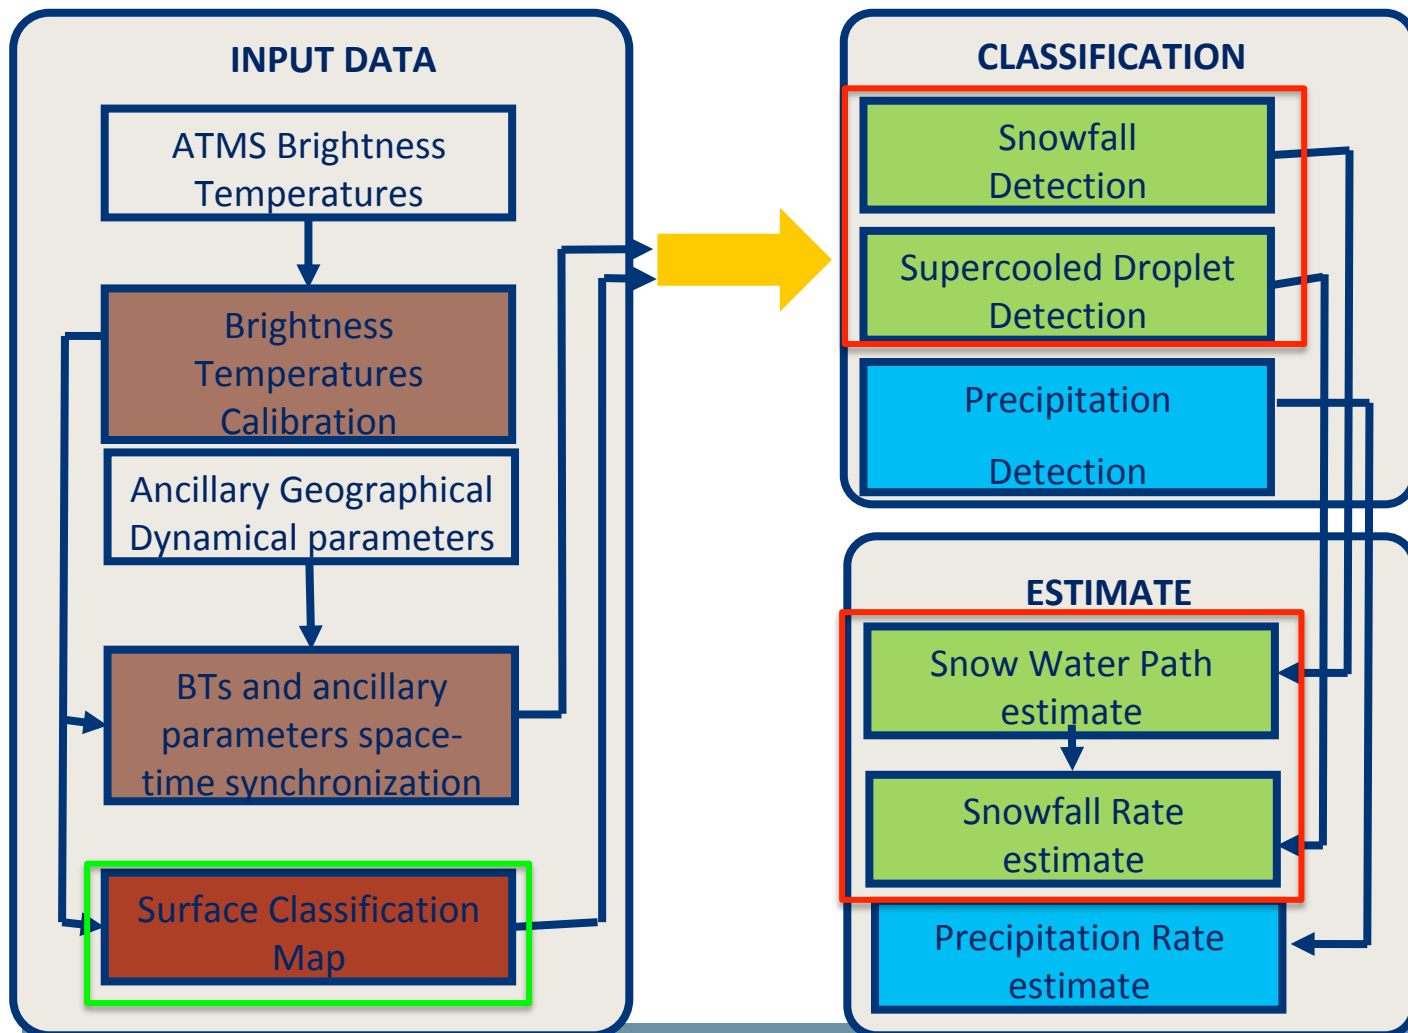 INPUT DATA
ATMS Brightness
Temperatures
Brightness
Temperatures
Calibration
Ancillary Geographical
Dynamical parameters
BTs and ancillary
parameters space-
time synchronization
Surface Classification
Map
CLASSIFICATION
Snowfall
Detection
Supercooled Droplet
Detection
Precipitation
Detection
ESTIMATE
Snow Water Path
estimate
Snowfall Rate
estimate
Precipitation Rate
estimate